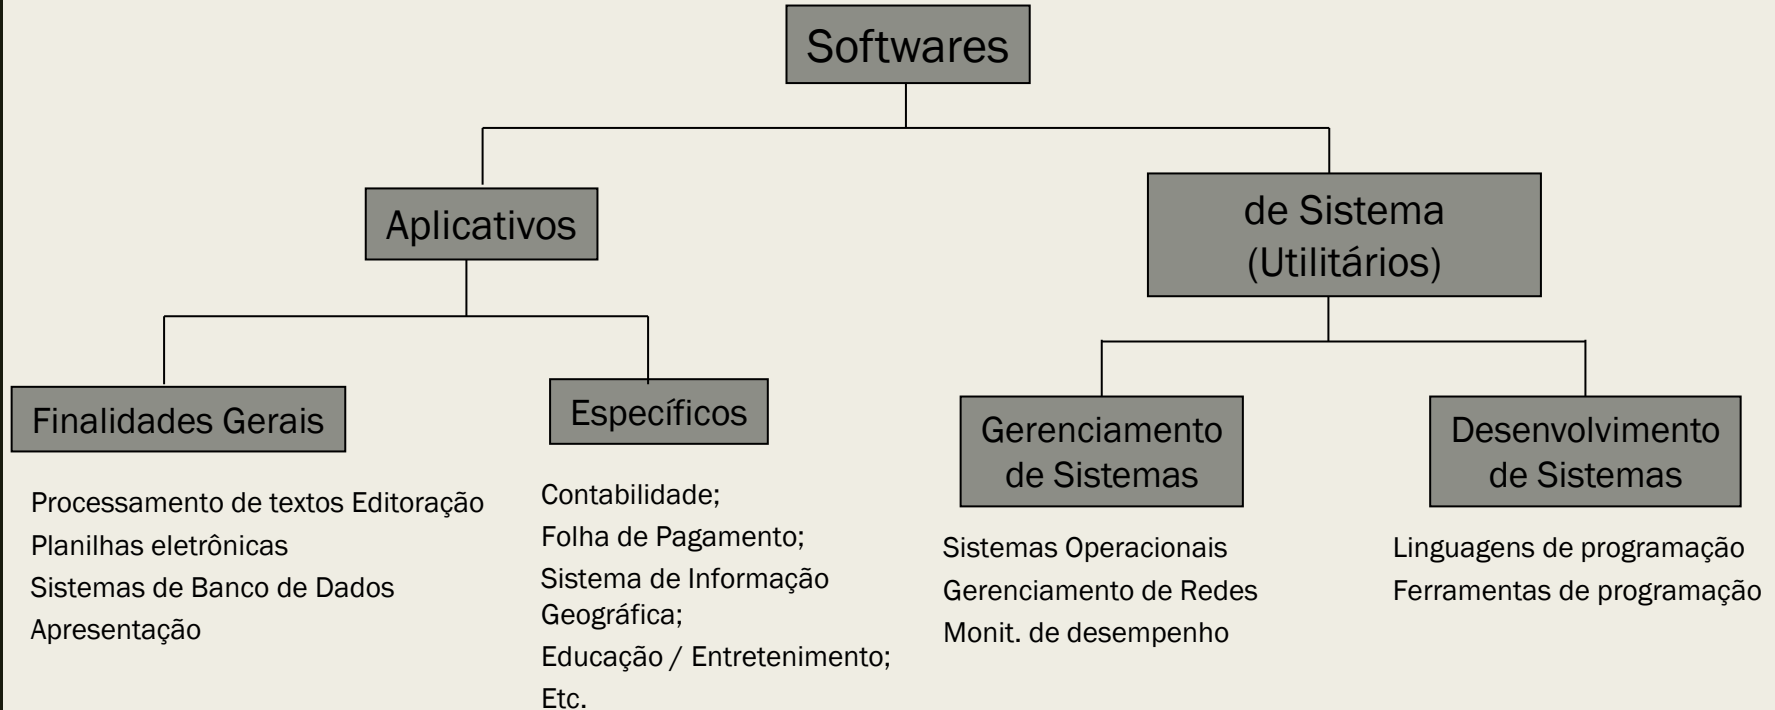 Softwares
Aplicativos
de Sistema
(Utilitários)
Finalidades Gerais
Processamento de textos Editoração
Planilhas eletrônicas
Sistemas de Banco de Dados
Apresentação
Específicos
Contabilidade;
Folha de Pagamento;
Sistema de Informação
Geográfica;
Educação / Entretenimento;
Etc.
Gerenciamento
de Sistemas
Sistemas Operacionais
Gerenciamento de Redes
Monit. de desempenho
Desenvolvimento
de Sistemas
Linguagens de programação
Ferramentas de programação